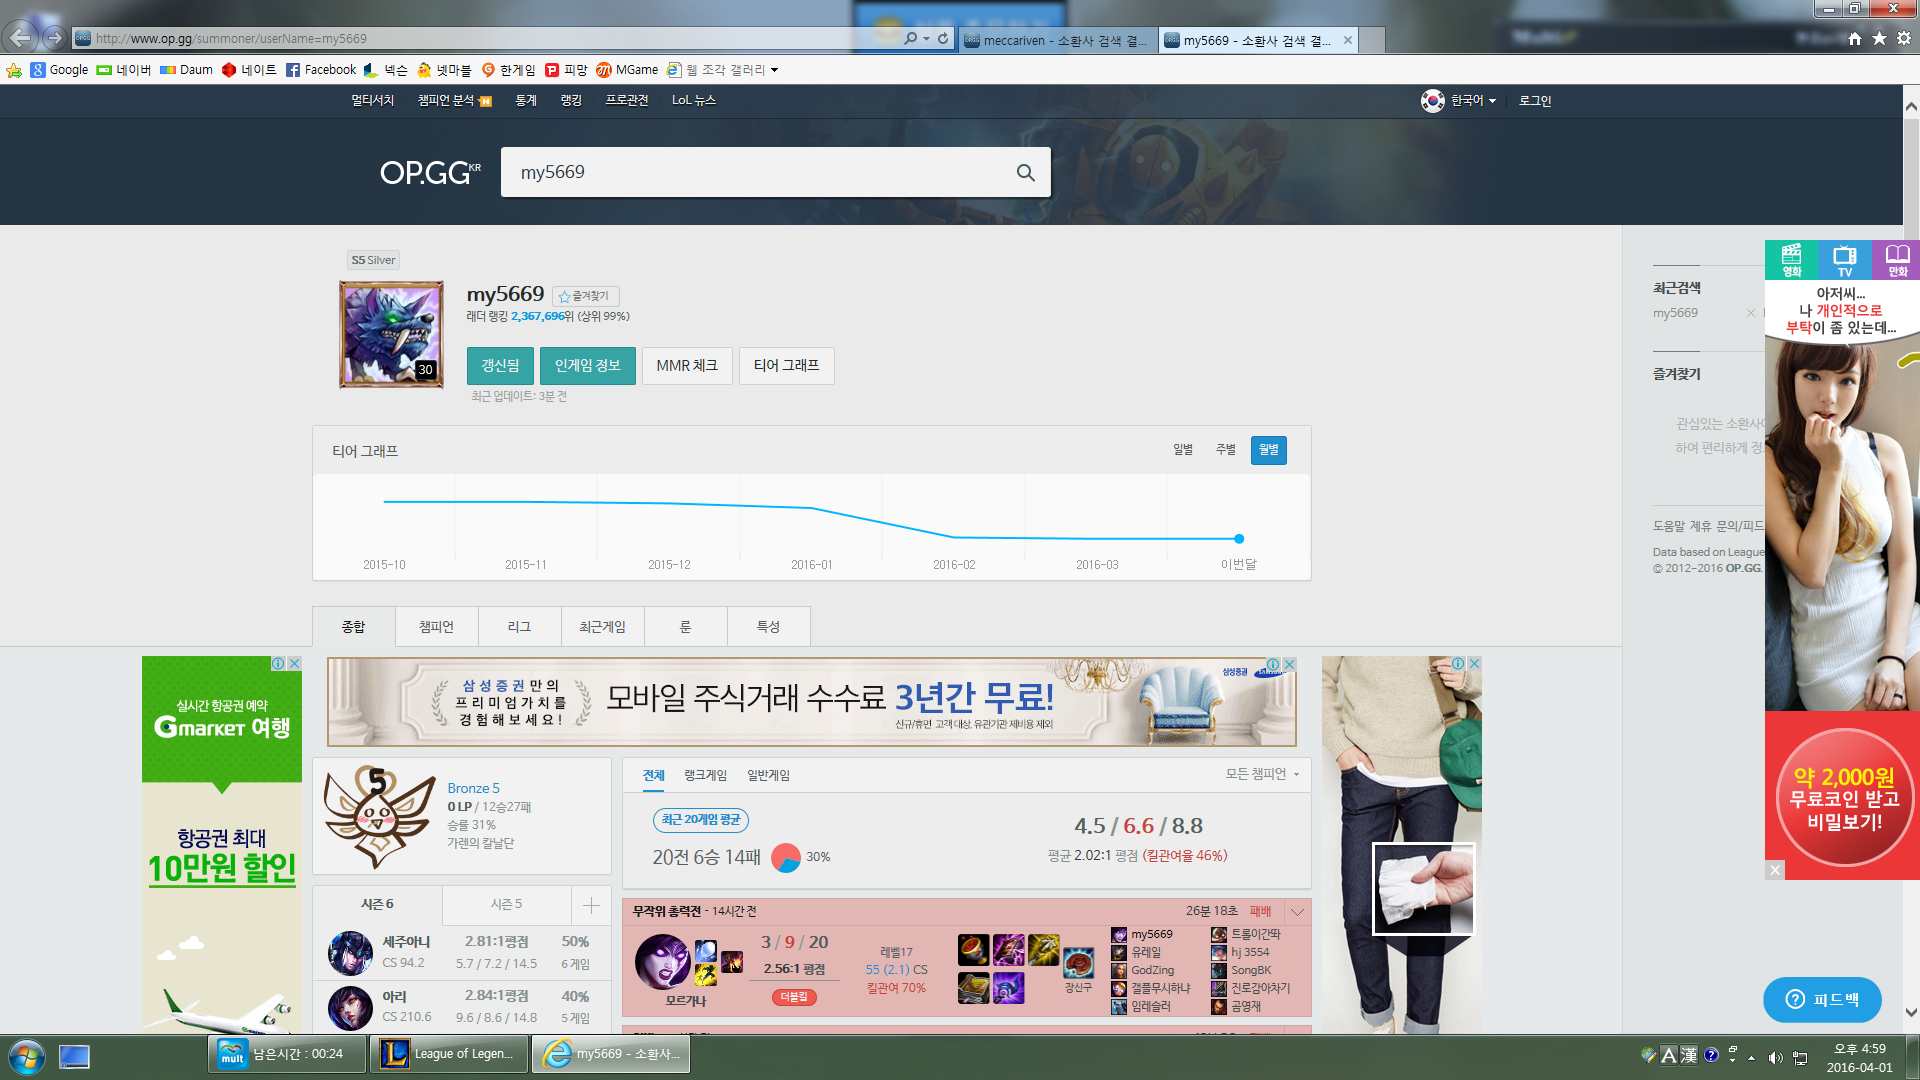 http://www.op.gg/summoner/userName=my5669
meccariven - 소환사 검색 결...
my5669 - 소환사 검색 결...
Google 네이버 Daum 네이트 Facebook 넥슨 넷마블 한게임 피망 MGame 웹 조각 갤러리
멀티서치 챔피언 분석 N 통계 랭킹 프로관전 LoL 뉴스
한국어 로그인
OP.GG KR
my5669
S5 Silver
my5669 즐겨찾기
래더 랭킹 2,367,696위 (상위 99%)
30
갱신됨 인게임 정보 MMR 체크 티어 그래프
최근 업데이트: 3분 전
티어 그래프
일별 주별 월별
2015-10 2015-11 2015-12 2016-01 2016-02 2016-03 이번달
종합 챔피언 리그 최근게임 룬 특성
실시간 항공권 예약
Gmarket 여행
항공권 최대
10만원 할인
삼성증권만의
프리미엄가치를
경험해보세요!
모바일 주식거래 수수료 3년간 무료!
신규/휴면 고객 대상, 유관기관 제비용 제외
삼성증권
5
Bronze 5
0 LP / 12승27패
승률 31%
가렌의 칼날단
시즌 6 시즌 5
세주아니 2.81:1 평점 50%
CS 94.2 5.7 / 7.2 / 14.5 6 게임
아리 2.84:1 평점 40%
CS 210.6 9.6 / 8.6 / 14.8 5 게임
전체 랭크게임 일반게임
모든 챔피언
최근 20게임 평균
20전 6승 14패 30%
4.5 / 6.6 / 8.8
평균 2.02:1 평점 (킬관여율 46%)
무작위 총력전 - 14시간 전 26분 18초 패배
모르가나
3 / 9 / 20
2.56:1 평점
더블킬
레벨17
55 (2.1) CS
킬관여 70%
장신구
my5669 트롤이간똬
유레일 hj 3554
GodZing SongBK
갤플무시하냐 진로감아차기
임레슬러 곰영재
최근검색
my5669
즐겨찾기
관심있는 소환사
하여 편리하게 정
도움말 제휴 문의/피드
Data based on League
© 2012-2016 OP.GG.
영화 TV 만화
아저씨...
나 개인적으로
부탁이 좀 있는데...
약 2,000원
무료코인 받고
비밀보기!
피드백
mult 남은시간 : 00:24
League of Legen...
my5669 - 소환사...
A 漢
오후 4:59
2016-04-01